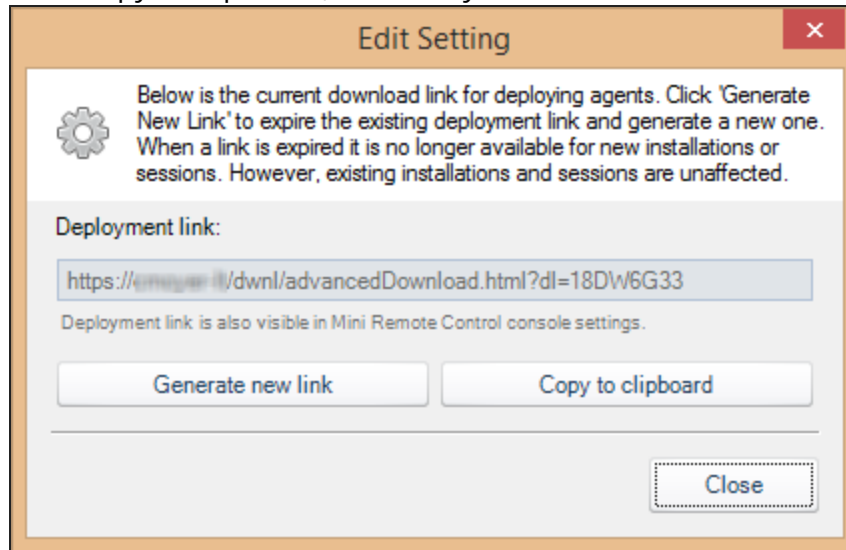 Edit Setting
Below is the current download link for deploying agents. Click 'Generate
New Link' to expire the existing deployment link and generate a new one.
When a link is expired it is no longer available for new installations or
sessions. However, existing installations and sessions are unaffected.
Deployment link:
https:// /dwnl/advancedDownload.html?dl=18DW6G33
Deployment link is also visible in Mini Remote Control console settings.
Generate new link Copy to clipboard
Close